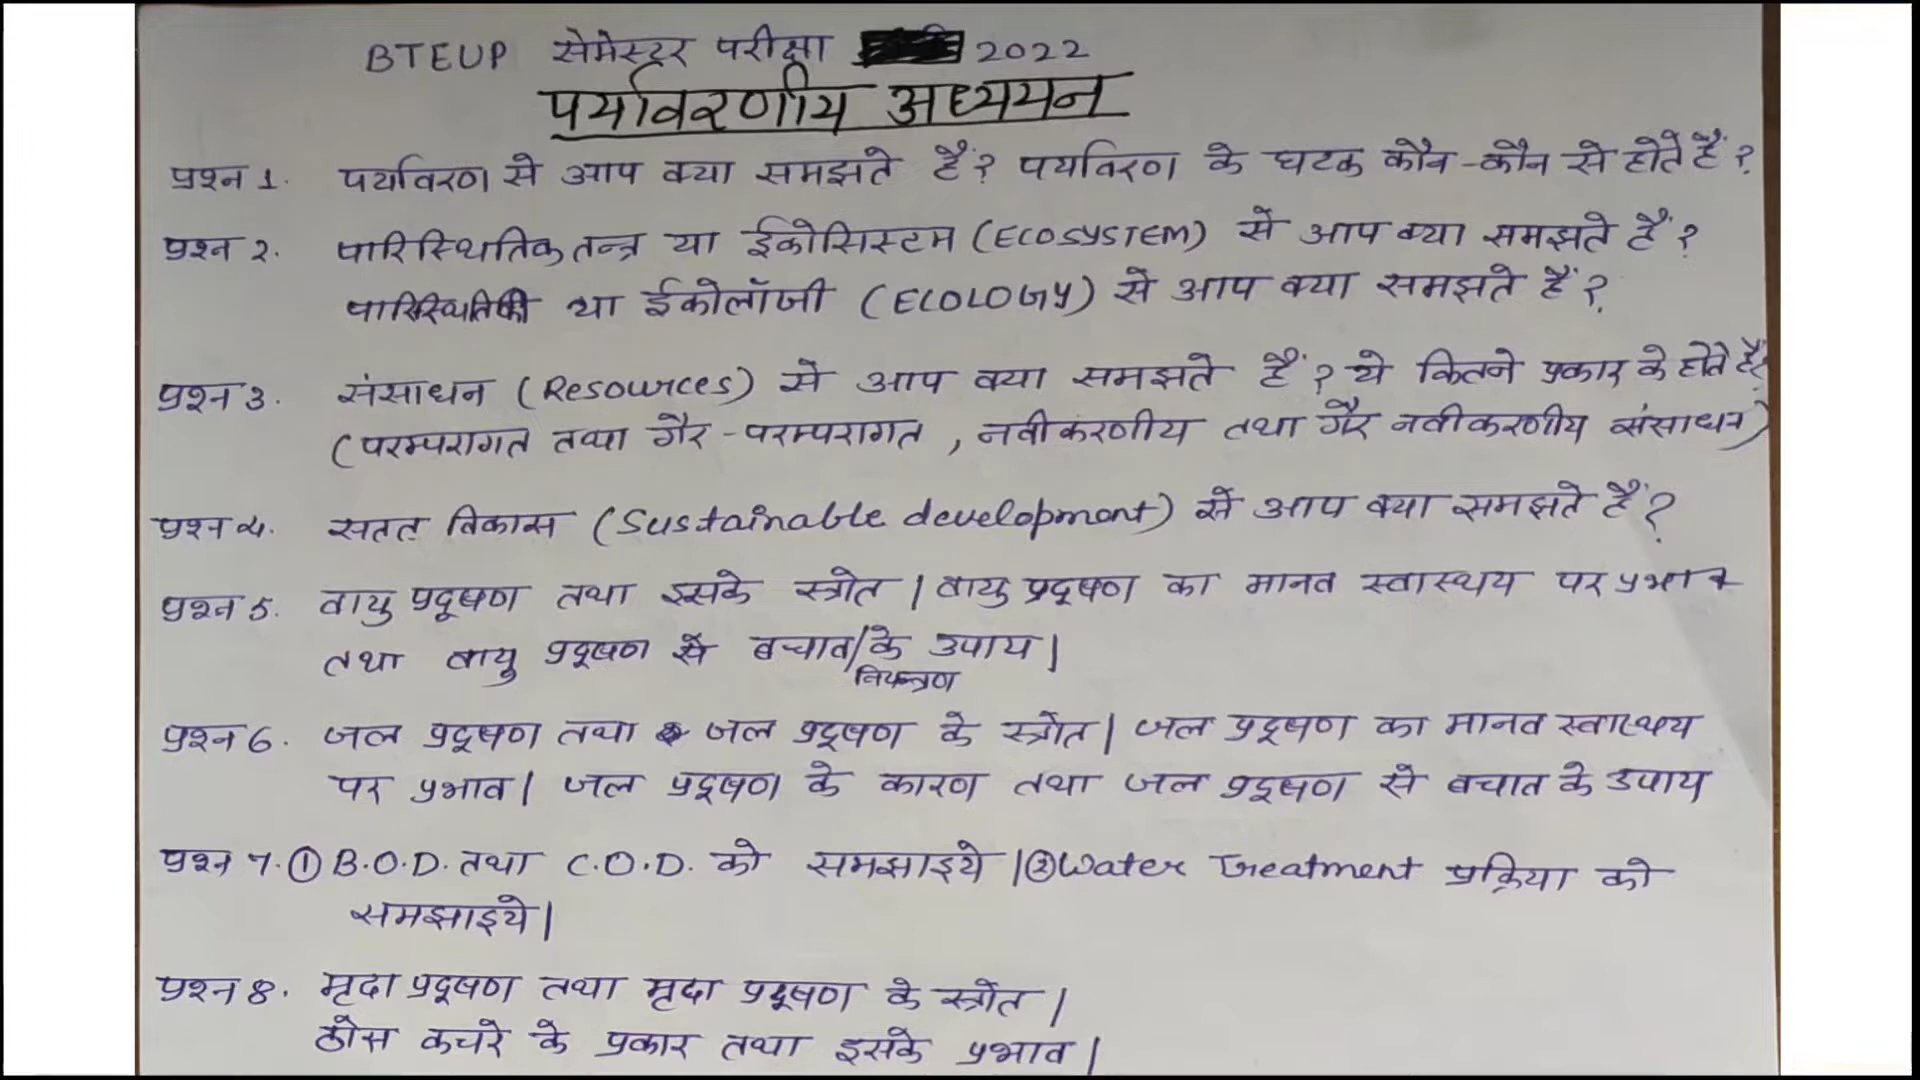 BTEUP सेमेस्टर परीक्षा 2022
पर्यावरणीय अध्ययन
प्रश्न 1. पर्यावरण से आप क्या समझते हैं? पर्यावरण के घटक कौन-कौन से होते हैं?
प्रश्न 2. पारिस्थितिक तन्त्र या ईकोसिस्टम (ECOSYSTEM) से आप क्या समझते हैं?
पारिस्थितिकी या ईकोलॉजी (ECOLOGY) से आप क्या समझते हैं?
प्रश्न 3. संसाधन (Resources) से आप क्या समझते हैं? ये कितने प्रकार के होते हैं?
(परम्परागत तथा गैर-परम्परागत, नवीकरणीय तथा गैर नवीकरणीय संसाधन)
प्रश्न 4. सतत विकास (Sustainable development) से आप क्या समझते हैं?
प्रश्न 5. वायु प्रदूषण तथा इसके स्त्रोत | वायु प्रदूषण का मानव स्वास्थय पर प्रभाव
तथा वायु प्रदूषण से बचाव/के उपाय |
नियन्त्रण
प्रश्न 6. जल प्रदूषण तथा जल प्रदूषण के स्त्रोत | जल प्रदूषण का मानव स्वास्थय
पर प्रभाव | जल प्रदूषण के कारण तथा जल प्रदूषण से बचाव के उपाय
प्रश्न 7. ① B.O.D. तथा C.O.D. को समझाइये | ② Water Treatment प्रक्रिया को
समझाइये |
प्रश्न 8. मृदा प्रदूषण तथा मृदा प्रदूषण के स्त्रोत |
ठोस कचरे के प्रकार तथा इसके प्रभाव |